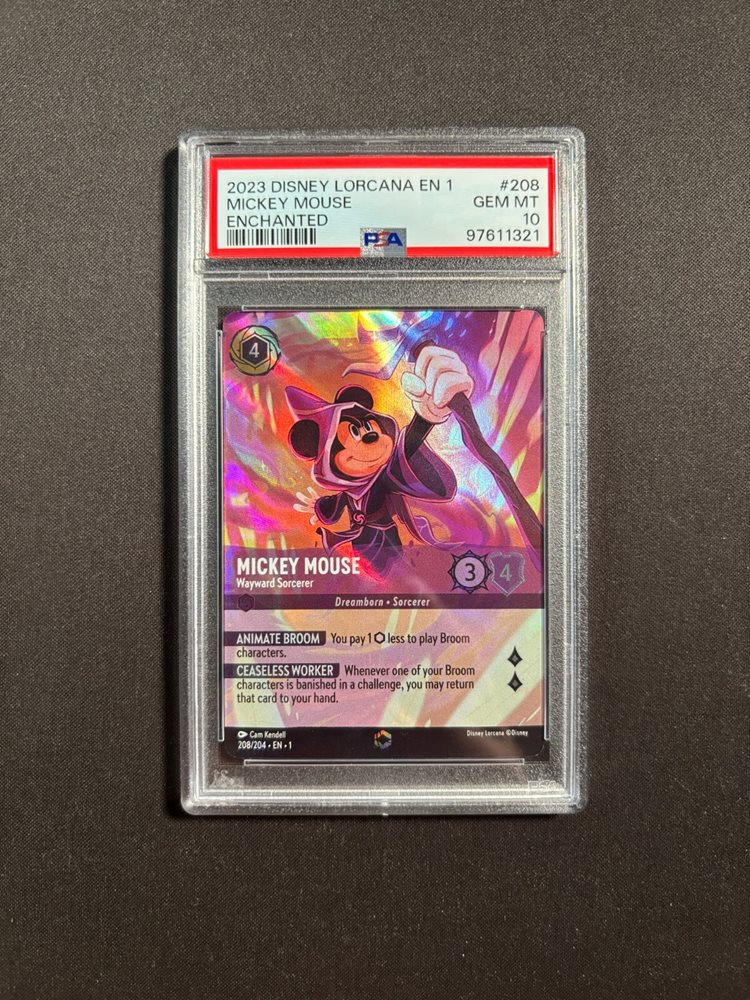 2023 DISNEY LORCANA EN 1 #208
MICKEY MOUSE GEM MT
ENCHANTED 10
PSA 97611321
4
MICKEY MOUSE
Wayward Sorcerer
3 4
Dreamborn • Sorcerer
ANIMATE BROOM You pay 1 ⬡ less to play Broom
characters.
CEASELESS WORKER Whenever one of your Broom
characters is banished in a challenge, you may return
that card to your hand.
Cam Kendell Disney Lorcana ©Disney
208/204 • EN • 1